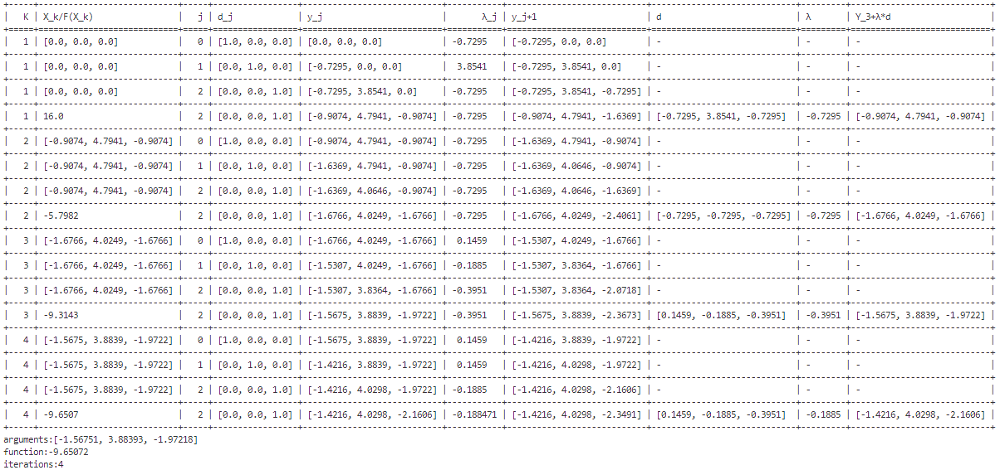 | K | X_k/F(X_k) | j | d_j | y_j | λ_j | y_j+1 | d | λ | Y_3+λ*d |
| 1 | [0.0, 0.0, 0.0] | 0 | [1.0, 0.0, 0.0] | [0.0, 0.0, 0.0] | -0.7295 | [-0.7295, 0.0, 0.0] | - | - | - |
| 1 | [0.0, 0.0, 0.0] | 1 | [0.0, 1.0, 0.0] | [-0.7295, 0.0, 0.0] | 3.8541 | [-0.7295, 3.8541, 0.0] | - | - | - |
| 1 | [0.0, 0.0, 0.0] | 2 | [0.0, 0.0, 1.0] | [-0.7295, 3.8541, 0.0] | -0.7295 | [-0.7295, 3.8541, -0.7295] | - | - | - |
| 1 | 16.0 | 2 | [0.0, 0.0, 1.0] | [-0.9074, 4.7941, -0.9074] | -0.7295 | [-0.9074, 4.7941, -1.6369] | [-0.7295, 3.8541, -0.7295] | -0.7295 | [-0.9074, 4.7941, -0.9074] |
| 2 | [-0.9074, 4.7941, -0.9074] | 0 | [1.0, 0.0, 0.0] | [-0.9074, 4.7941, -0.9074] | -0.7295 | [-1.6369, 4.7941, -0.9074] | - | - | - |
| 2 | [-0.9074, 4.7941, -0.9074] | 1 | [0.0, 1.0, 0.0] | [-1.6369, 4.7941, -0.9074] | -0.7295 | [-1.6369, 4.0646, -0.9074] | - | - | - |
| 2 | [-0.9074, 4.7941, -0.9074] | 2 | [0.0, 0.0, 1.0] | [-1.6369, 4.0646, -0.9074] | -0.7295 | [-1.6369, 4.0646, -1.6369] | - | - | - |
| 2 | -5.7982 | 2 | [0.0, 0.0, 1.0] | [-1.6766, 4.0249, -1.6766] | -0.7295 | [-1.6766, 4.0249, -2.4061] | [-0.7295, -0.7295, -0.7295] | -0.7295 | [-1.6766, 4.0249, -1.6766] |
| 3 | [-1.6766, 4.0249, -1.6766] | 0 | [1.0, 0.0, 0.0] | [-1.6766, 4.0249, -1.6766] | 0.1459 | [-1.5307, 4.0249, -1.6766] | - | - | - |
| 3 | [-1.6766, 4.0249, -1.6766] | 1 | [0.0, 1.0, 0.0] | [-1.5307, 4.0249, -1.6766] | -0.1885 | [-1.5307, 3.8364, -1.6766] | - | - | - |
| 3 | [-1.6766, 4.0249, -1.6766] | 2 | [0.0, 0.0, 1.0] | [-1.5307, 3.8364, -1.6766] | -0.3951 | [-1.5307, 3.8364, -2.0718] | - | - | - |
| 3 | -9.3143 | 2 | [0.0, 0.0, 1.0] | [-1.5675, 3.8839, -1.9722] | -0.3951 | [-1.5675, 3.8839, -2.3673] | [0.1459, -0.1885, -0.3951] | -0.3951 | [-1.5675, 3.8839, -1.9722] |
| 4 | [-1.5675, 3.8839, -1.9722] | 0 | [1.0, 0.0, 0.0] | [-1.5675, 3.8839, -1.9722] | 0.1459 | [-1.4216, 3.8839, -1.9722] | - | - | - |
| 4 | [-1.5675, 3.8839, -1.9722] | 1 | [0.0, 1.0, 0.0] | [-1.4216, 3.8839, -1.9722] | 0.1459 | [-1.4216, 4.0298, -1.9722] | - | - | - |
| 4 | [-1.5675, 3.8839, -1.9722] | 2 | [0.0, 0.0, 1.0] | [-1.4216, 4.0298, -1.9722] | -0.1885 | [-1.4216, 4.0298, -2.1606] | - | - | - |
| 4 | -9.6507 | 2 | [0.0, 0.0, 1.0] | [-1.4216, 4.0298, -2.1606] | -0.188471 | [-1.4216, 4.0298, -2.3491] | [0.1459, -0.1885, -0.3951] | -0.1885 | [-1.4216, 4.0298, -2.1606] |
arguments:[-1.56751, 3.88393, -1.97218]
function:-9.65072
iterations:4